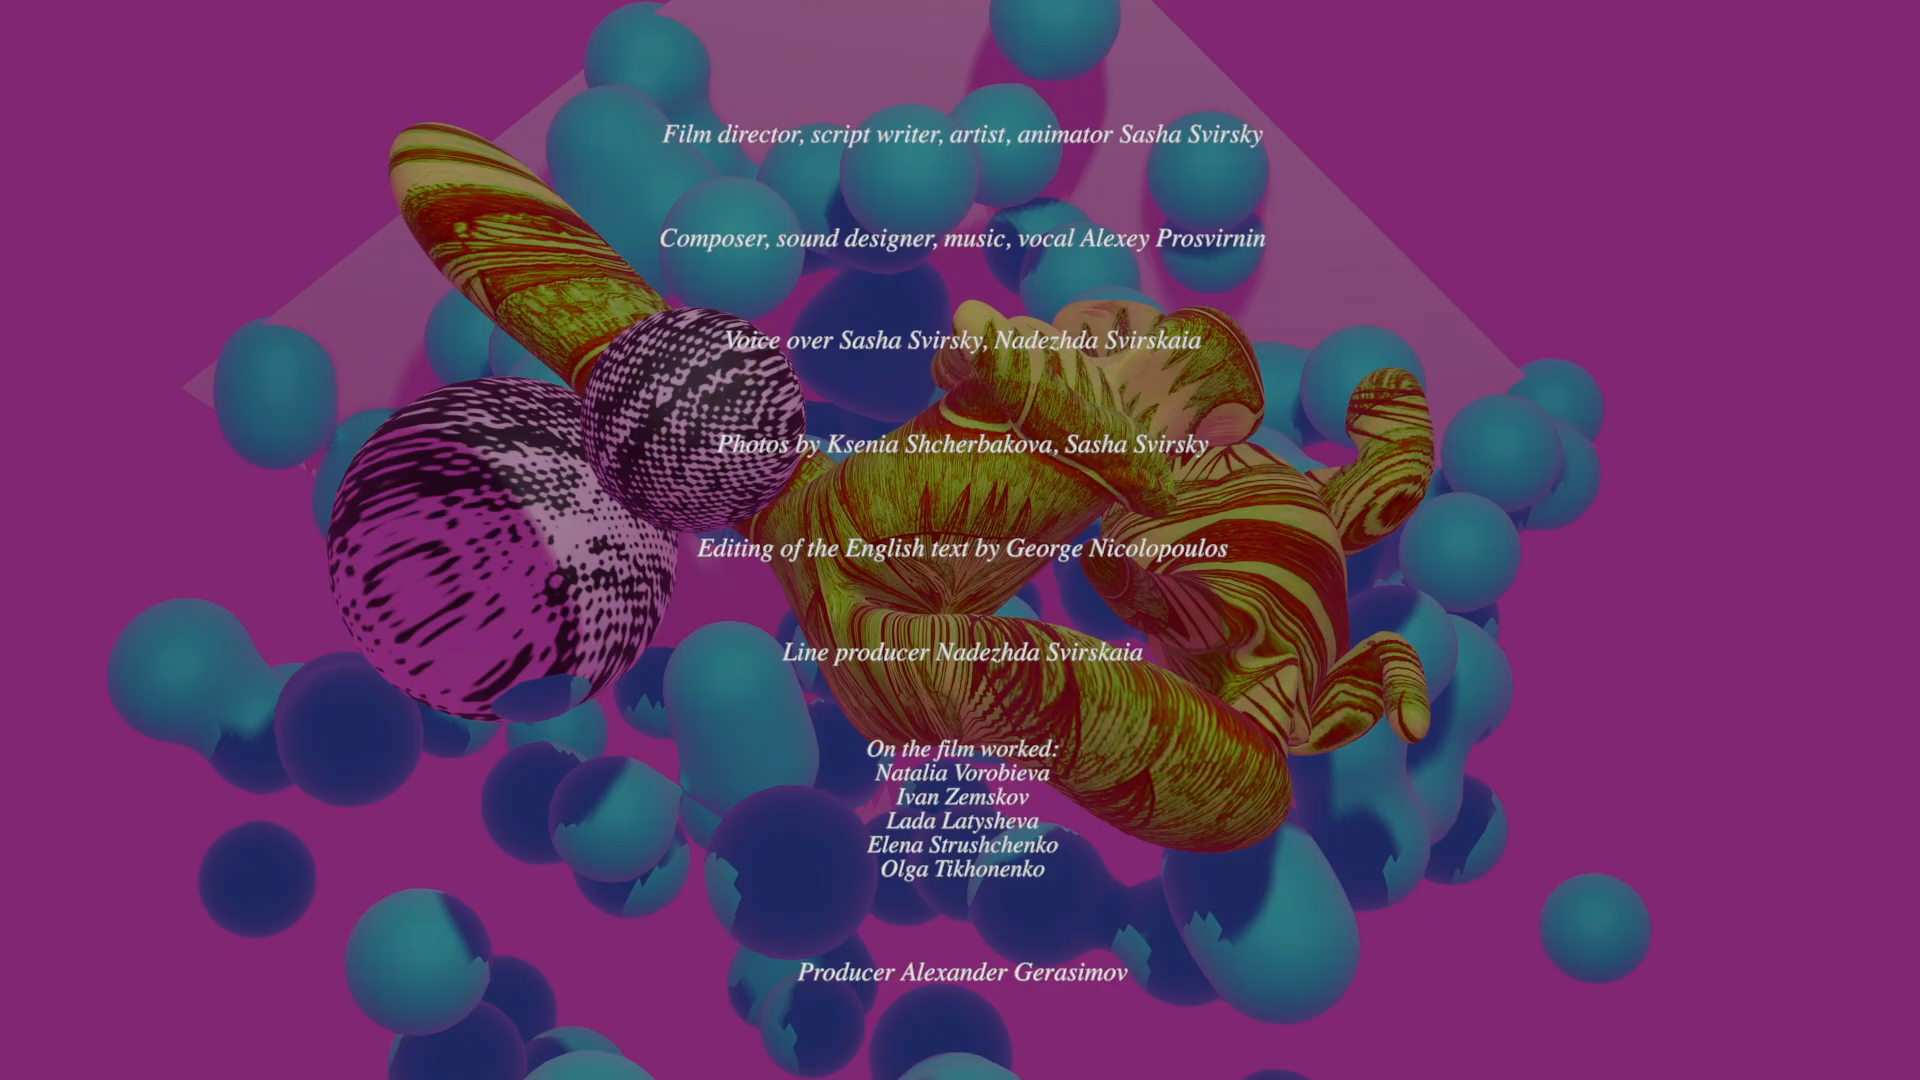 Film director, script writer, artist, animator Sasha Svirsky
Composer, sound designer, music, vocal Alexey Prosvirnin
Voice over Sasha Svirsky, Nadezhda Svirskaia
Photos by Ksenia Shcherbakova, Sasha Svirsky
Editing of the English text by George Nicolopoulos
Line producer Nadezhda Svirskaia
On the film worked:
Natalia Vorobieva
Ivan Zemskov
Lada Latysheva
Elena Strushchenko
Olga Tikhonenko
Producer Alexander Gerasimov